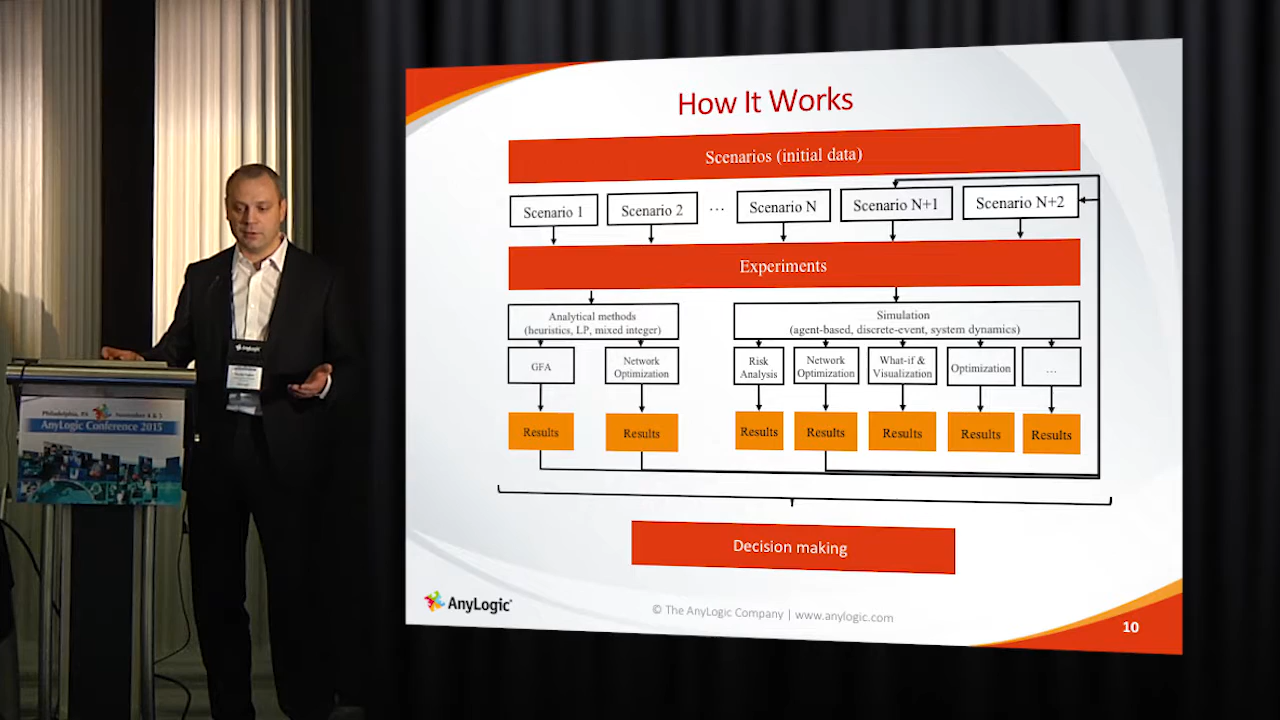 How It Works
Scenarios (initial data)
Scenario 1
Scenario 2
...
Scenario N
Scenario N+1
Scenario N+2
Experiments
Analytical methods
(heuristics, LP, mixed integer)
Simulation
(agent-based, discrete-event, system dynamics)
GFA
Network
Optimization
Risk
Analysis
Network
Optimization
What-if &
Visualization
Optimization
...
Results
Results
Results
Results
Results
Results
Results
Decision making
AnyLogic
© The AnyLogic Company | www.anylogic.com
10
AnyLogic
Philadelphia, PA
November 4 & 5
AnyLogic Conference 2015